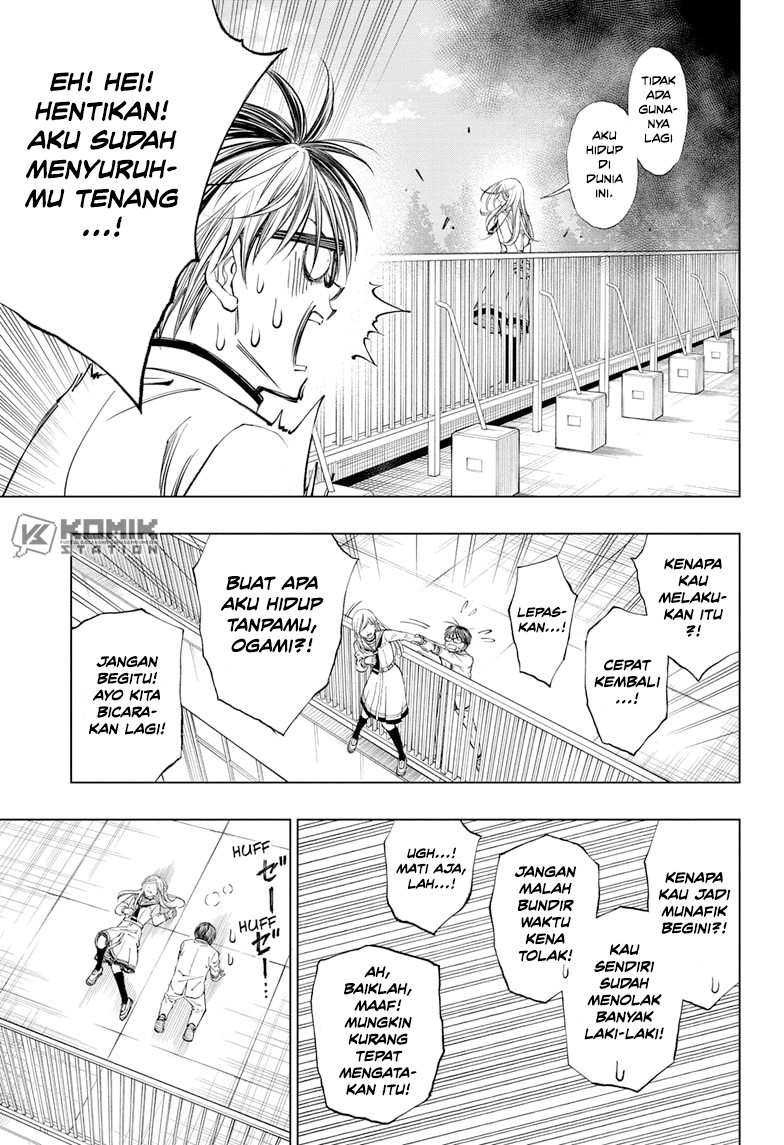 TIDAK
ADA
GUNA-
NYA
LAGI
AKU
HIDUP
DI
DUNIA
INI.
EH! HEI!
HENTIKAN!
AKU SUDAH
MENYURUH-
MU TENANG
...!
KOMIK
STATION
KENAPA
KAU
MELAKU-
KAN ITU
?!
CEPAT
KEMBALI
...!
LEPAS-
KAN...!
BUAT APA
AKU HIDUP
TANPAMU,
OGAMI?!
JANGAN
BEGITU!
AYO KITA
BICARA-
KAN LAGI!
KENAPA
KAU JADI
MUNAFIK
BEGINI?!
KAU
SENDIRI
SUDAH
MENOLAK
BANYAK
LAKI-LAKI!
JANGAN
MALAH
BUNDIR
WAKTU
KENA
TOLAK!
UGH...!
MATI AJA,
LAH...!
AH,
BAIKLAH,
MAAF!
MUNGKIN
KURANG
TEPAT
MENGATA-
KAN ITU!
HUFF
ゼー
HUFF
ゼー…